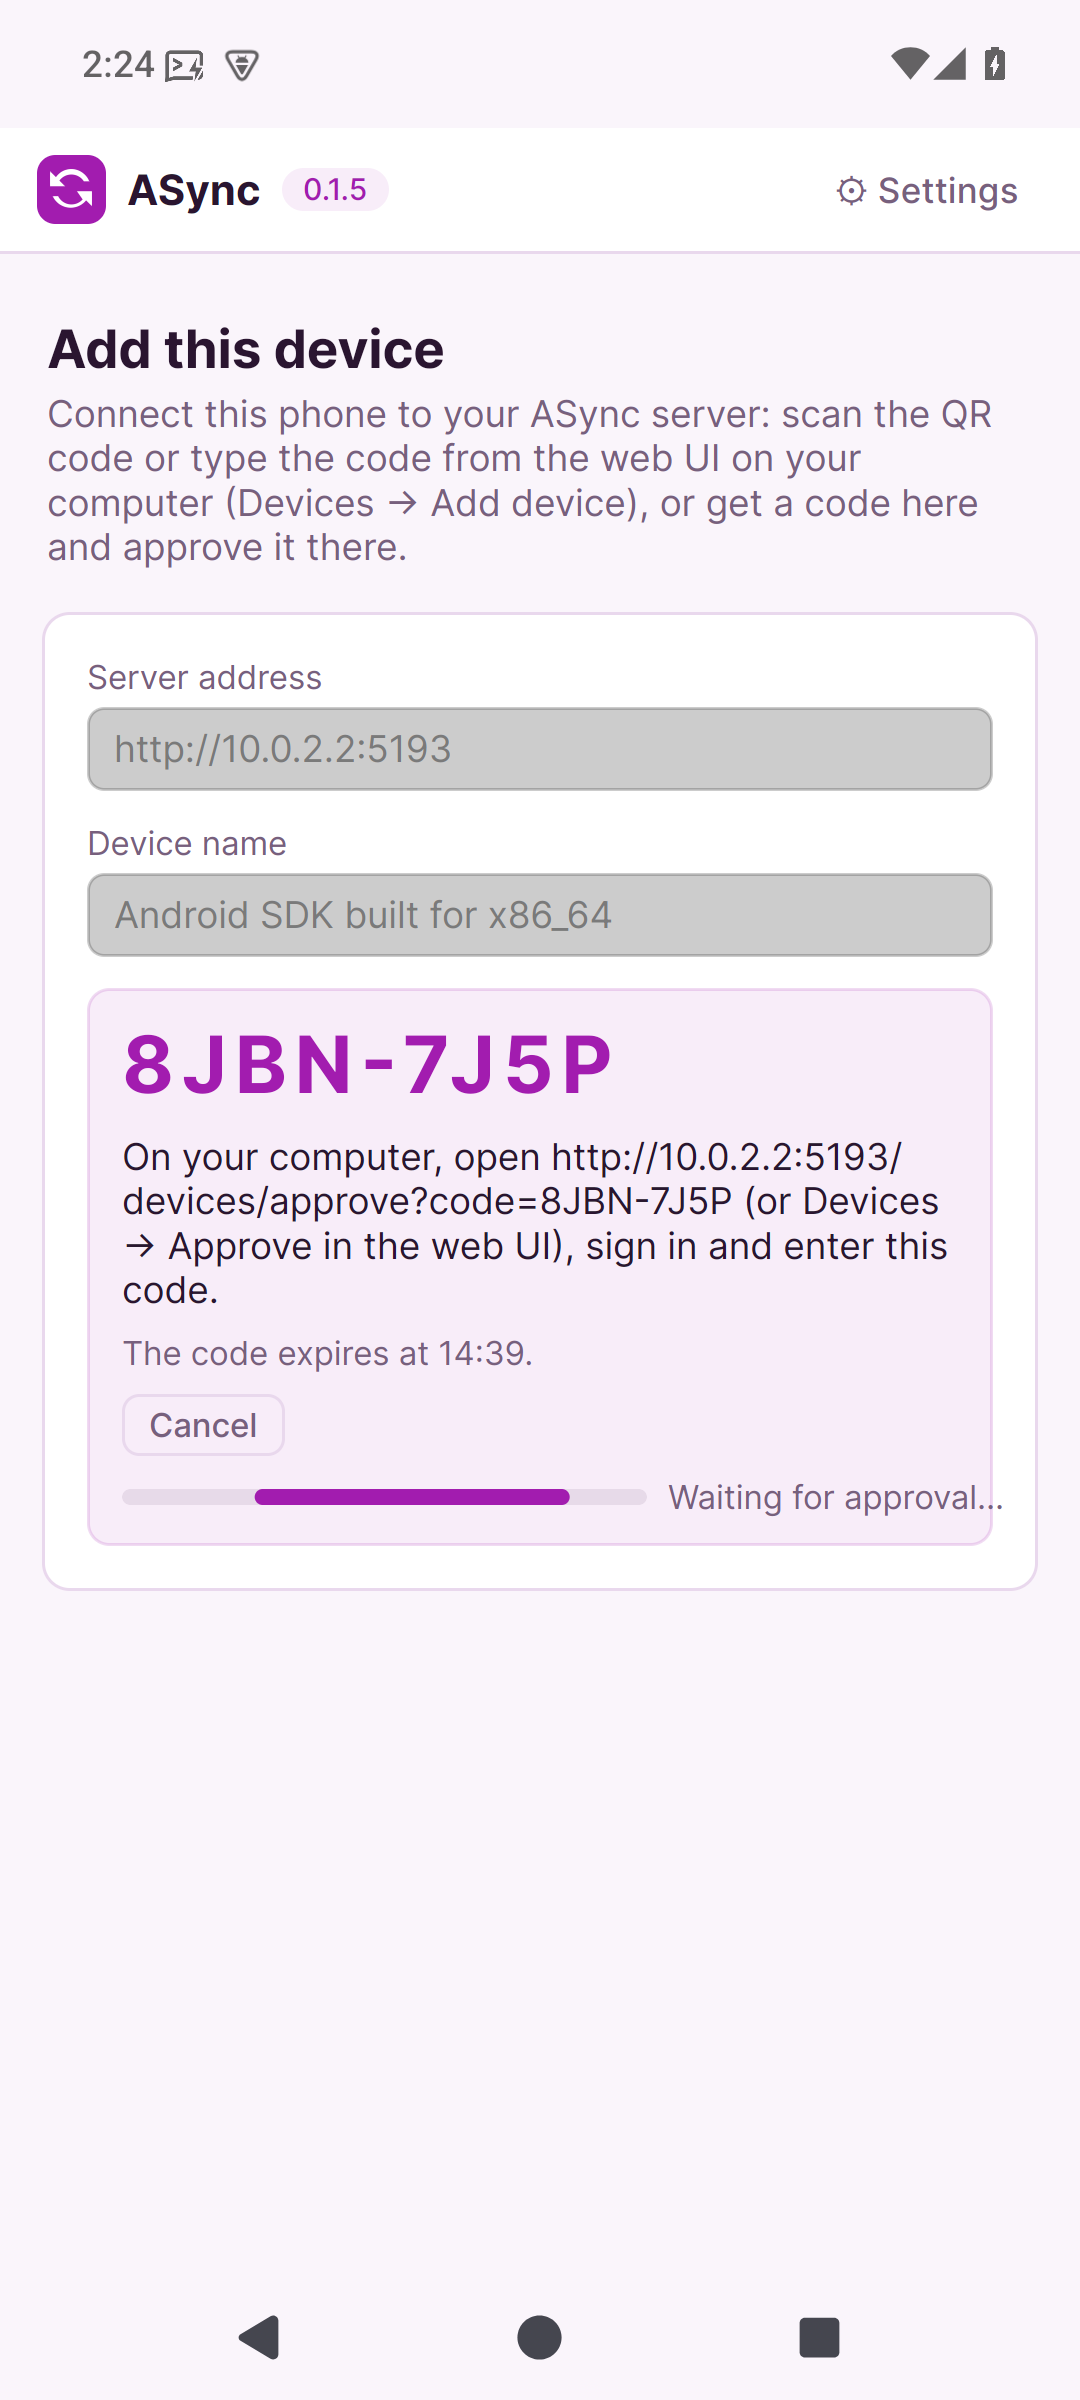 2:24
ASync 0.1.5 Settings
Add this device
Connect this phone to your ASync server: scan the QR
code or type the code from the web UI on your
computer (Devices → Add device), or get a code here
and approve it there.
Server address
http://10.0.2.2:5193
Device name
Android SDK built for x86_64
8JBN-7J5P
On your computer, open http://10.0.2.2:5193/
devices/approve?code=8JBN-7J5P (or Devices
→ Approve in the web UI), sign in and enter this
code.
The code expires at 14:39.
Cancel
Waiting for approval...